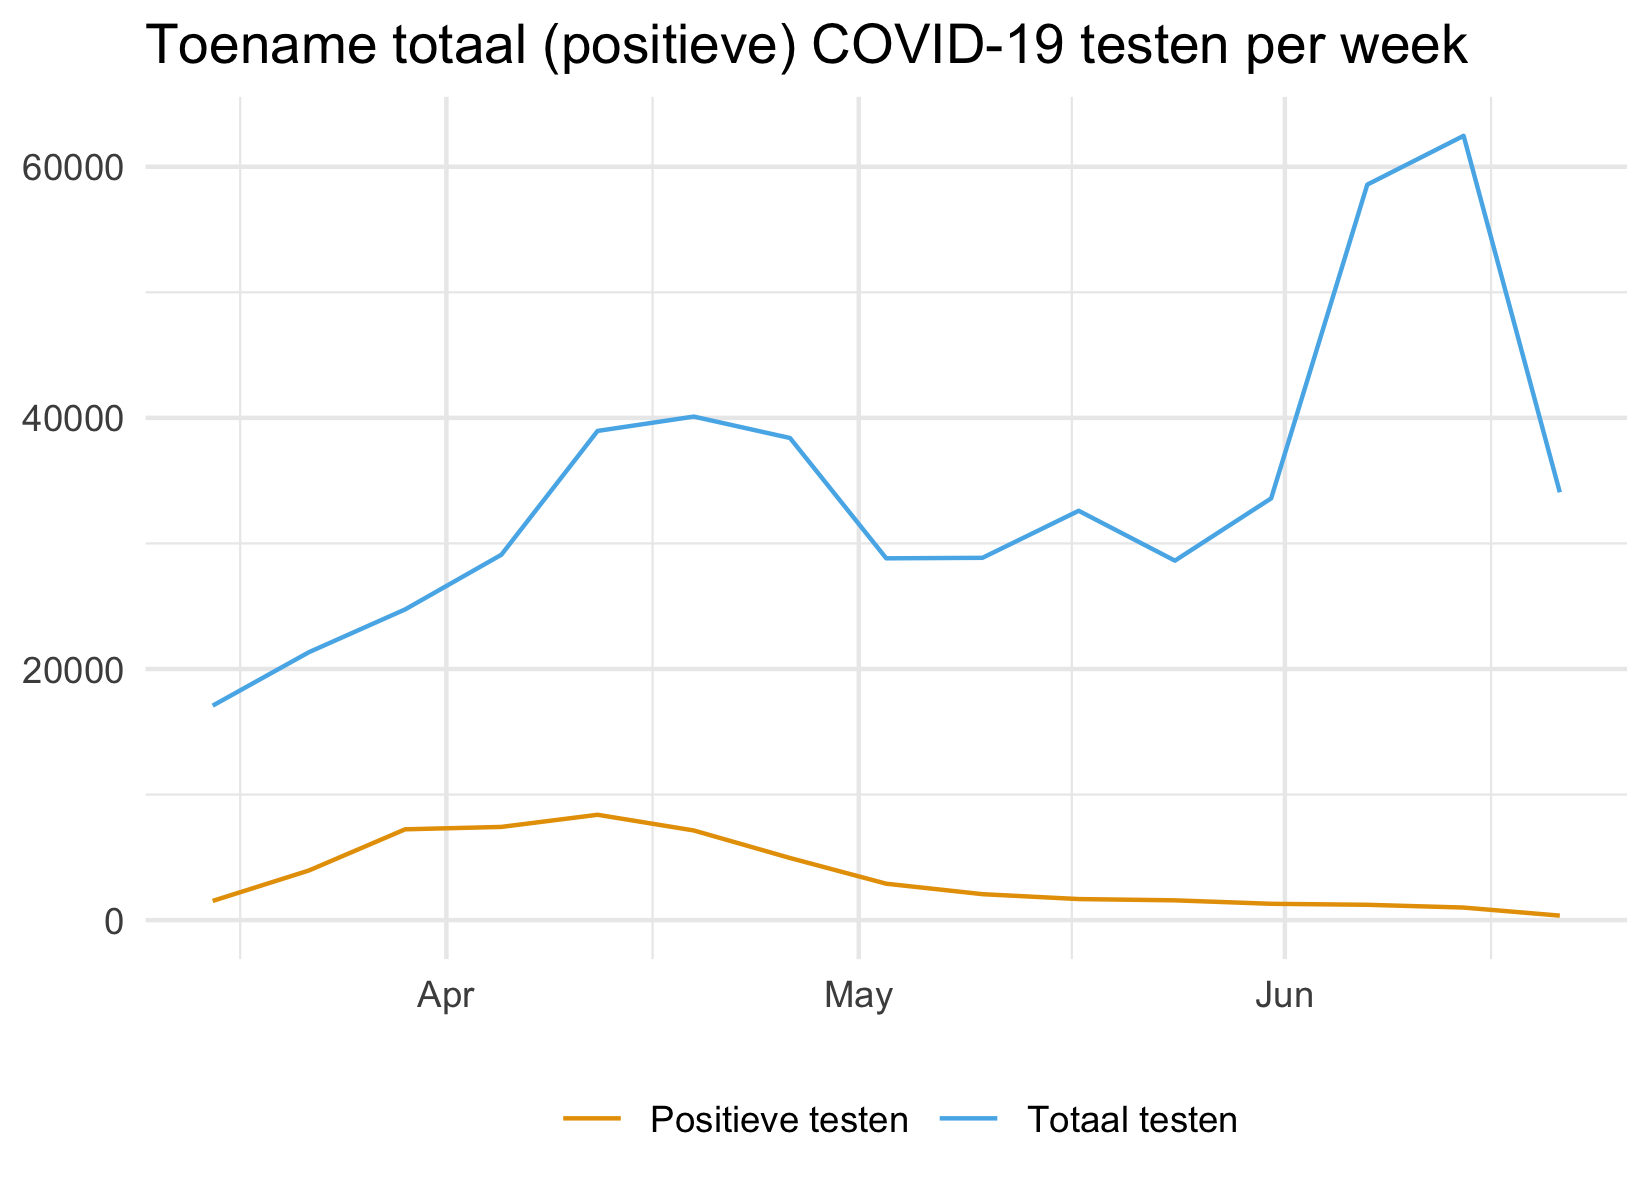 Toename totaal (positieve) COVID-19 testen per week
60000
40000
20000
0
Apr May Jun
Positieve testen Totaal testen